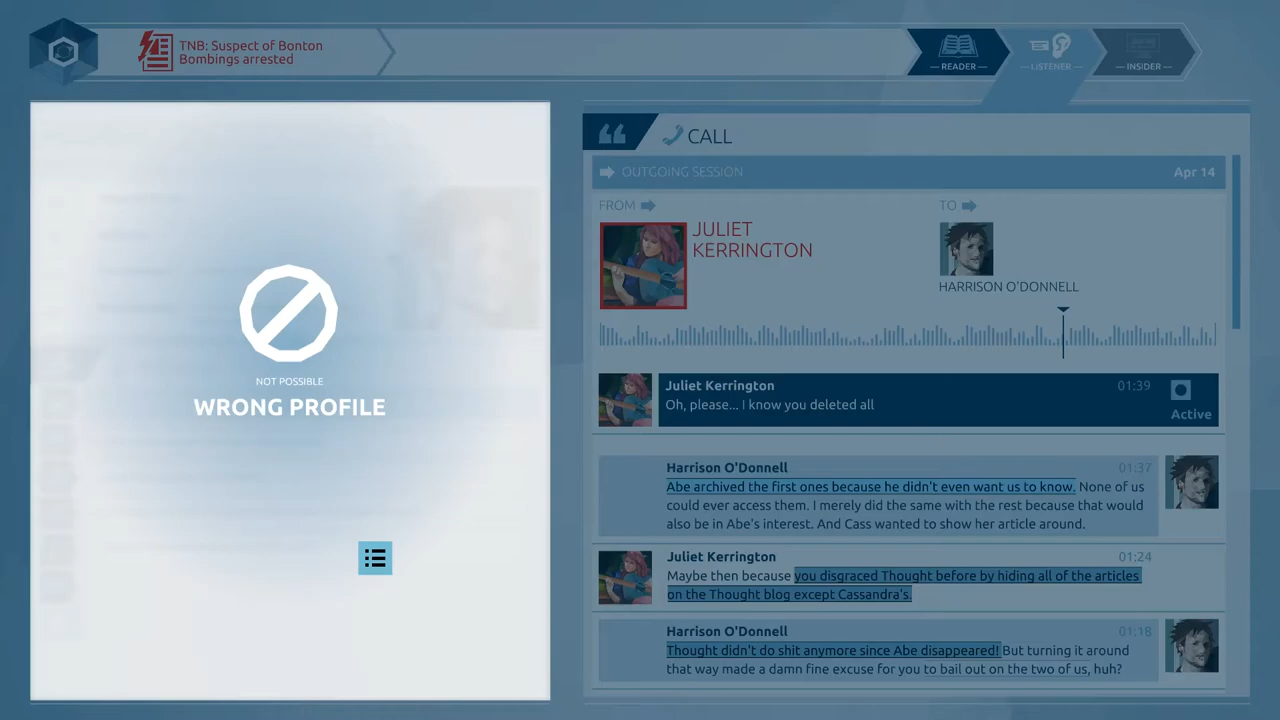 TNB: Suspect of Bonton
Bombings arrested
READER
LISTENER
INSIDER
NOT POSSIBLE
WRONG PROFILE
CALL
OUTGOING SESSION
Apr 14
FROM
TO
JULIET
KERRINGTON
HARRISON O'DONNELL
Juliet Kerrington
01:39
Oh, please... I know you deleted all
Active
Harrison O'Donnell
01:37
Abe archived the first ones because he didn't even want us to know. None of us
could ever access them. I merely did the same with the rest because that would
also be in Abe's interest. And Cass wanted to show her article around.
Juliet Kerrington
01:24
Maybe then because you disgraced Thought before by hiding all of the articles
on the Thought blog except Cassandra's.
Harrison O'Donnell
01:18
Thought didn't do shit anymore since Abe disappeared! But turning it around
that way made a damn fine excuse for you to bail out on the two of us, huh?